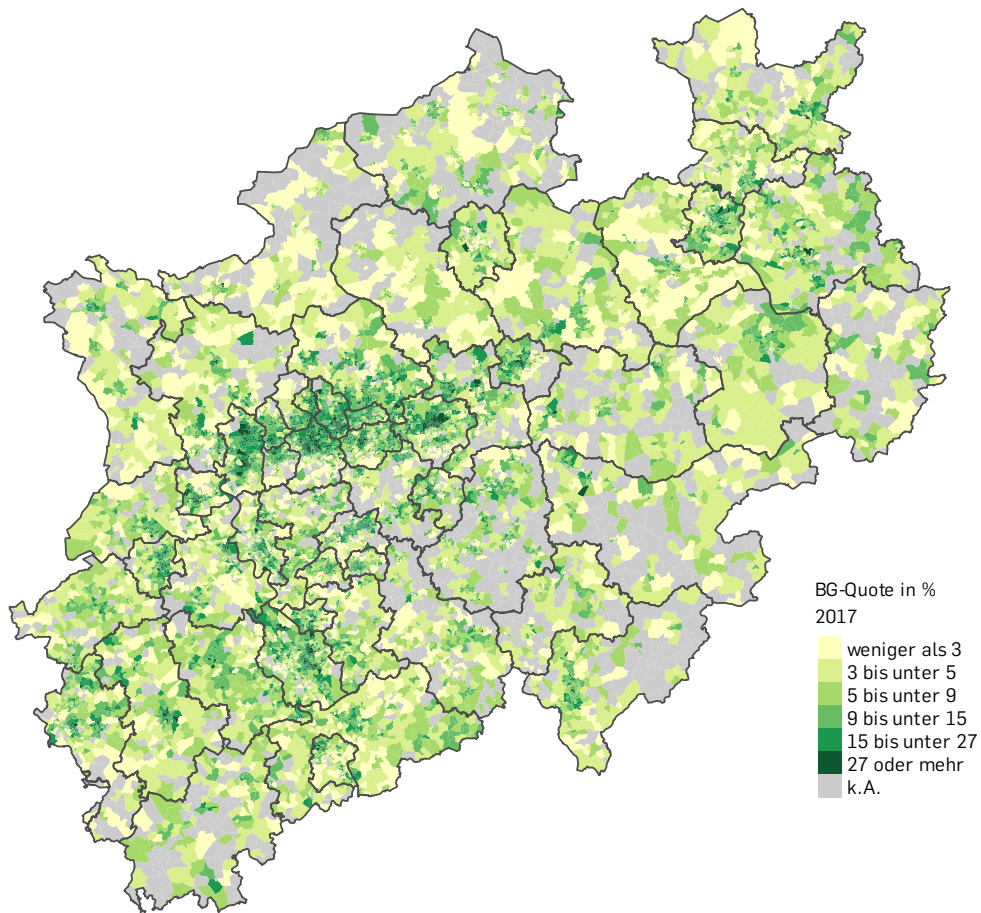 BG-Quote in %
2017
weniger als 3
3 bis unter 5
5 bis unter 9
9 bis unter 15
15 bis unter 27
27 oder mehr
k.A.